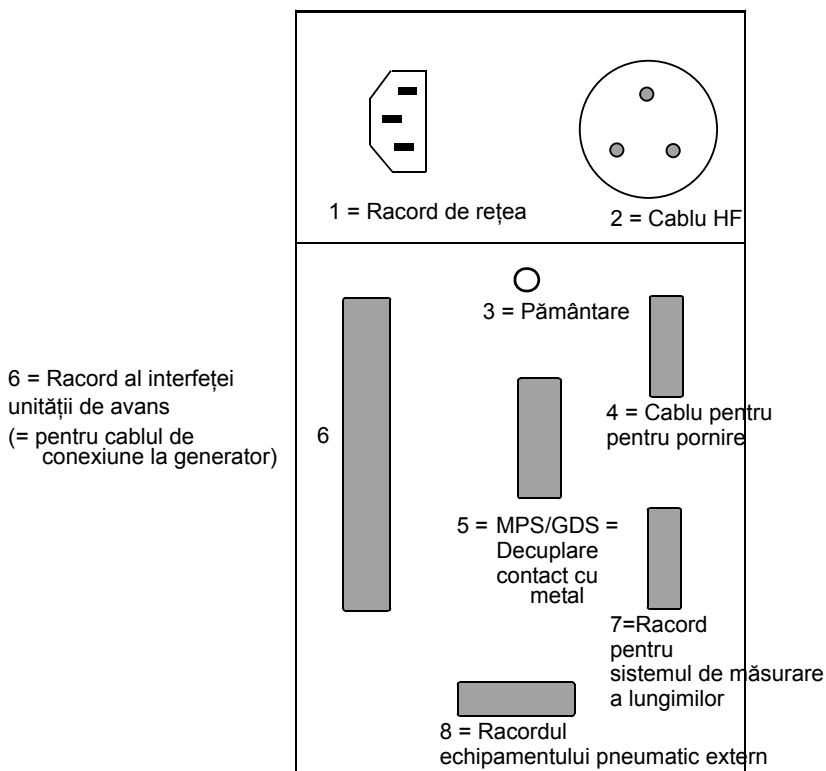 1 = Racord de rețea
2 = Cablu HF
3 = Pământare
6 = Racord al interfeței
unității de avans
(= pentru cablul de
conexiune la generator)
6
4 = Cablu pentru
pentru pornire
5 = MPS/GDS =
Decuplare
contact cu
metal
7=Racord
pentru
sistemul de măsurare
a lungimilor
8 = Racordul
echipamentului pneumatic extern